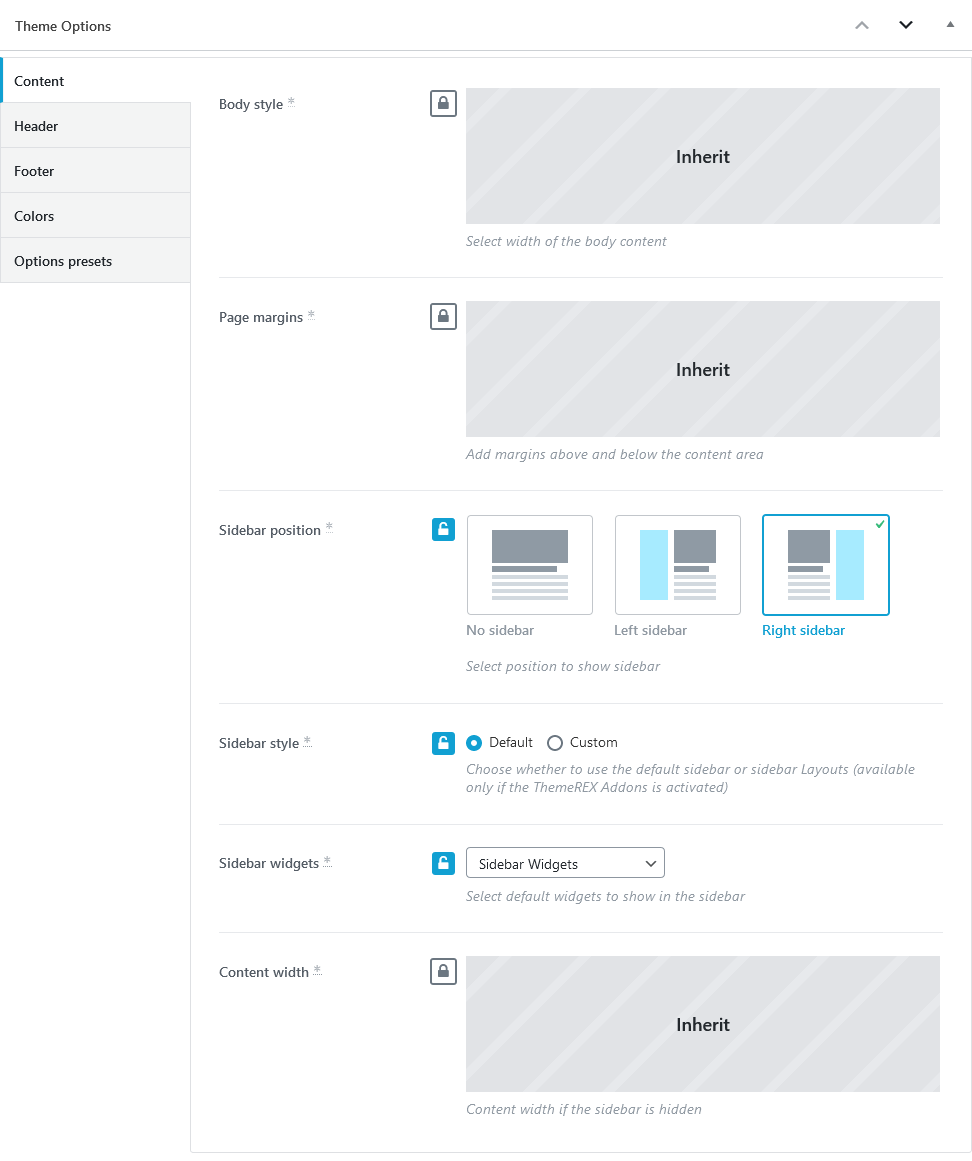 Theme Options
Content
Header
Footer
Colors
Options presets
Body style *
Inherit
Select width of the body content
Page margins *
Inherit
Add margins above and below the content area
Sidebar position *
No sidebar
Left sidebar
Right sidebar
Select position to show sidebar
Sidebar style *
Default
Custom
Choose whether to use the default sidebar or sidebar Layouts (available
only if the ThemeREX Addons is activated)
Sidebar widgets *
Sidebar Widgets
Select default widgets to show in the sidebar
Content width *
Inherit
Content width if the sidebar is hidden